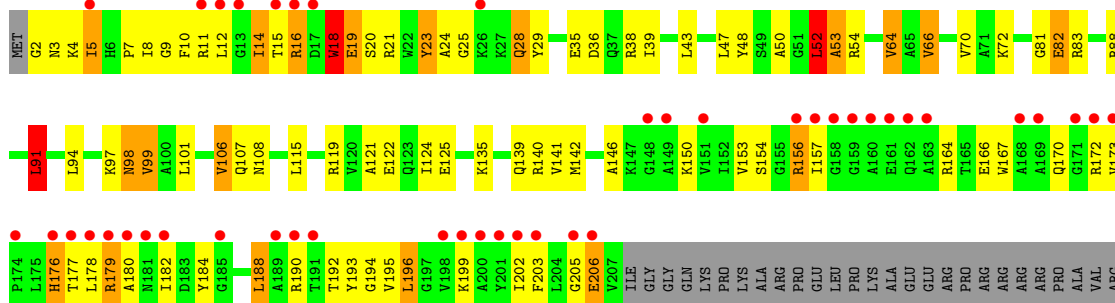 MET G2 N3 K4 I5 H6 P7 I8 G9 F10 R11 L12 G13 I14 T15 R16 D17 W18 E19 S20 R21 W22 Y23 A24 G25 K26 K27 Q28 Y29 E35 D36 Q37 R38 I39 L43 L47 Y48 S49 A50 G51 L52 A53 R54 V64 A65 V66 V70 A71 K72 G81 E82 R83 R88
L91 L94 K97 N98 V99 A100 L101 V106 Q107 N108 L115 R119 V120 A121 E122 Q123 I124 E125 K135 Q139 R140 V141 M142 A146 K147 G148 A149 K150 V151 I152 V153 S154 G155 R156 I157 G158 G159 A160 E161 Q162 A163 R164 T165 E166 W167 A168 A169 Q170 G171 R172 V173
P174 L175 H176 T177 L178 R179 A180 N181 I182 D183 Y184 G185 L188 A189 R190 T191 T192 Y193 G194 V195 L196 G197 V198 K199 A200 Y201 I202 F203 L204 G205 E206 V207 ILE GLY GLN LYS LYS ALA ARG PRO GLU LEU PRO LYS ALA GLU GLU ARG PRO ARG ARG ARG ARG PRO ALA VAL ARG